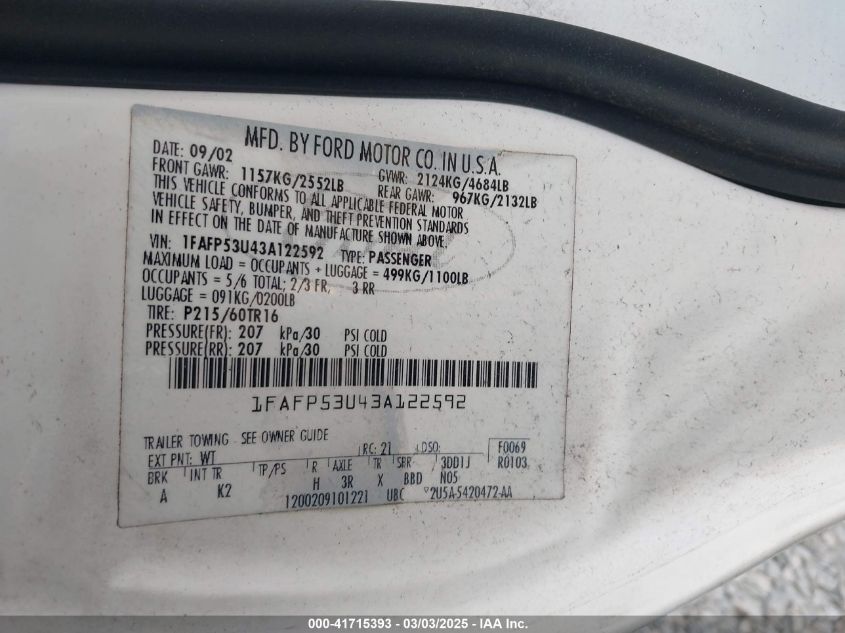 MFD. BY FORD MOTOR CO. IN U.S.A.
DATE: 09/02 GVWR: 2124KG/4684LB
FRONT GAWR: 1157KG/2552LB REAR GAWR: 967KG/2132LB
THIS VEHICLE CONFORMS TO ALL APPLICABLE FEDERAL MOTOR
VEHICLE SAFETY, BUMPER, AND THEFT PREVENTION STANDARDS
IN EFFECT ON THE DATE OF MANUFACTURE SHOWN ABOVE.
VIN: 1FAFP53U43A122592 TYPE: PASSENGER
MAXIMUM LOAD = OCCUPANTS + LUGGAGE = 499KG/1100LB
OCCUPANTS = 5/6 TOTAL; 2/3 FR, 3 RR
LUGGAGE = 091KG/0200LB
TIRE: P215/60TR16
PRESSURE(FR): 207 kPa/30 PSI COLD
PRESSURE(RR): 207 kPa/30 PSI COLD
1FAFP53U43A122592
TRAILER TOWING - SEE OWNER GUIDE
EXT PNT: WT RC: 21 DSO: F0069
BRK INT TR TP/PS R AXLE TR SPR 3DD1J R0103
A K2 H 3R X BBD N05
1200209101221 UBC 2U5A-5420472-AA
000-41715393 - 03/03/2025 - IAA Inc.